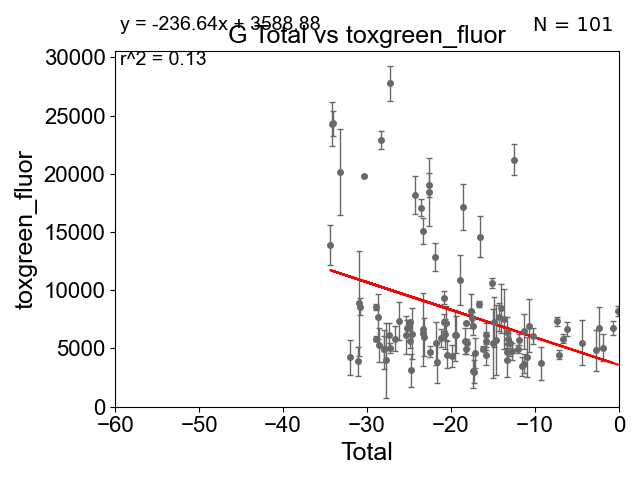 y = -236.64x + 3588.88
N = 101
G Total vs toxgreen_fluor
r^2 = 0.13
30000
25000
20000
15000
10000
5000
0
toxgreen_fluor
−60 −50 −40 −30 −20 −10 0
Total